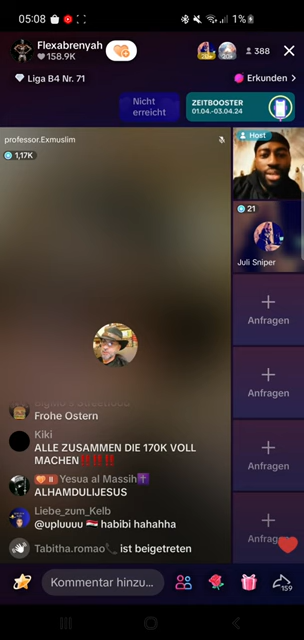 05:08
1%
Flexabrenyah
158.9K
388
Liga B4 Nr. 71
Erkunden >
Nicht
erreicht
ZEITBOOSTER
01.04.-03.04.24
professor.Exmuslim
Host
1,17K
21
Juli Sniper
Anfragen
Anfragen
Anfragen
Anfragen
Frohe Ostern
Kiki
ALLE ZUSAMMEN DIE 170K VOLL
MACHEN‼️‼️‼️
Yesua al Massih✝️
ALHAMDULIJESUS
Liebe_zum_Kelb
@upluuuu 🇾🇪 habibi hahahha
Tabitha.romao📞 ist beigetreten
Kommentar hinzu...
159